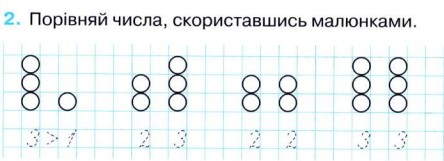 2. Порівняй числа, скориставшись малюнками.
3 > 1 2 3 2 2 3 3